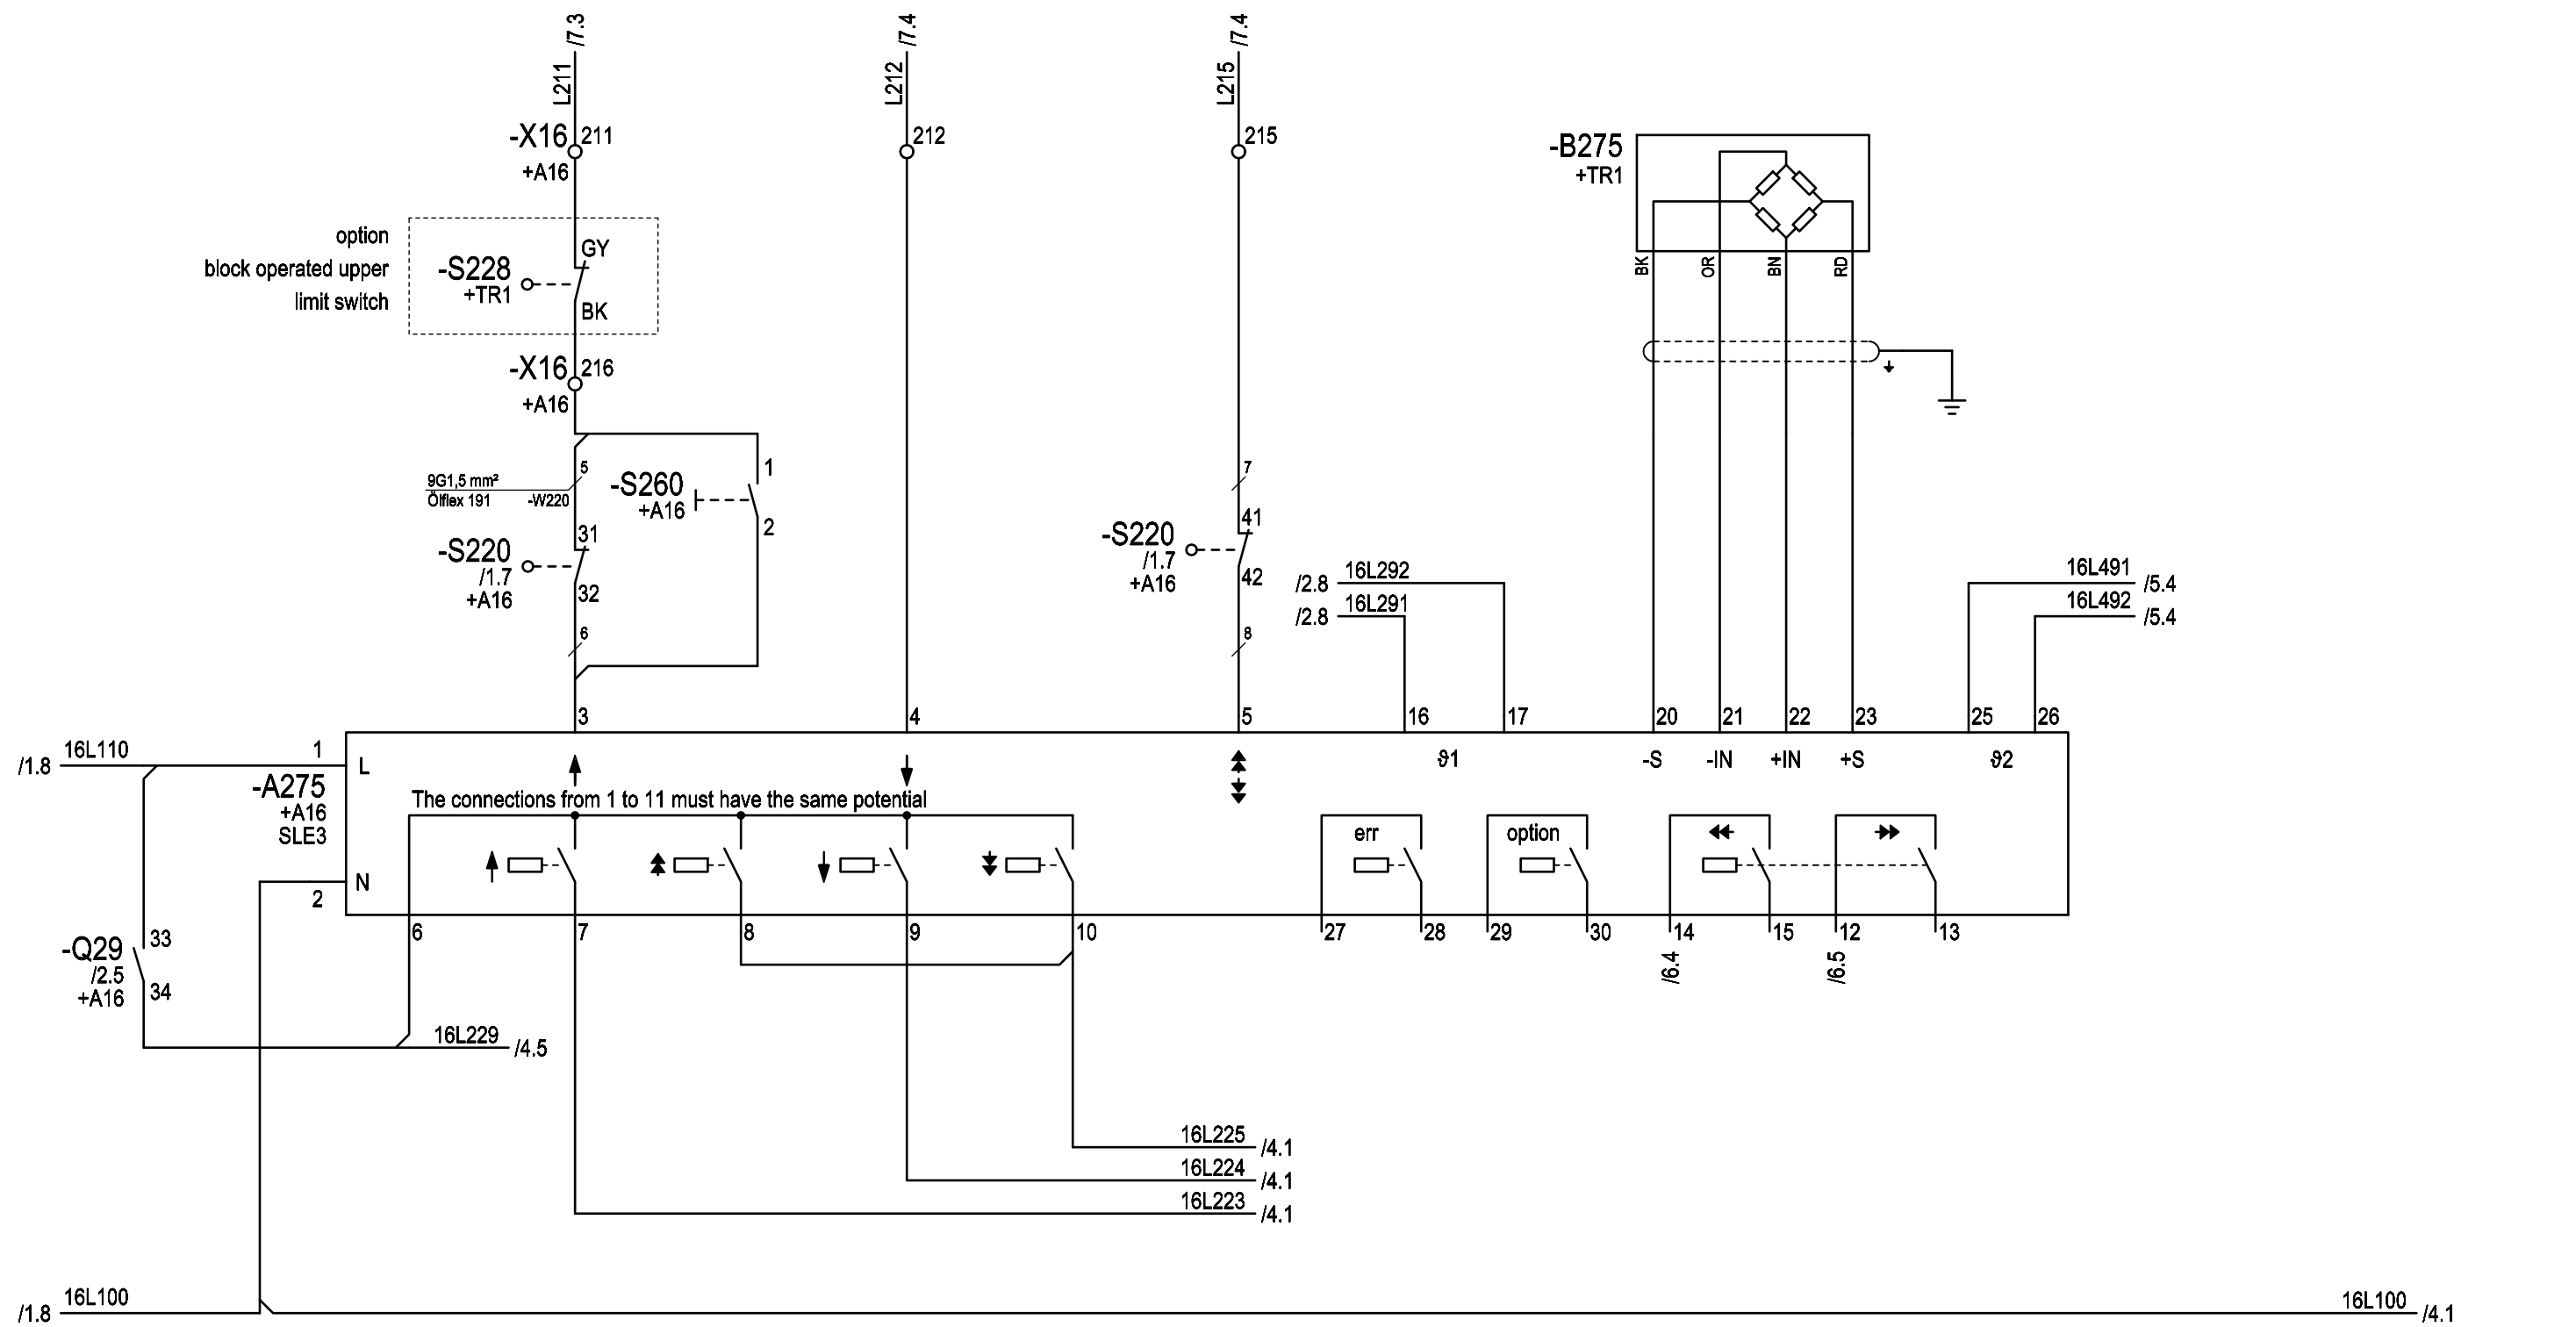 /7.3
/7.4
/7.4
L211
L212
L215
-X16 211
+A16
212
215
-B275
+TR1
option
block operated upper
limit switch
GY
-S228
+TR1
BK
BK
OR
BN
RD
-X16 216
+A16
5
9G1,5 mm²
Ölflex 191 -W220
-S260
+A16
1
2
7
31
-S220
/1.7
+A16
32
6
41
-S220
/1.7
+A16
42
8
/2.8 16L292
/2.8 16L291
16L491 /5.4
16L492 /5.4
3
4
5
16
17
20
21
22
23
25
26
/1.8 16L110
1
L
-A275
+A16
SLE3
N
2
ϑ1
-S
-IN
+IN
+S
ϑ2
The connections from 1 to 11 must have the same potential
err
option
6
7
8
9
10
27
28
29
30
14
15
12
13
/6.4
/6.5
-Q29
/2.5
+A16
33
34
16L229 /4.5
16L225 /4.1
16L224 /4.1
16L223 /4.1
/1.8 16L100
16L100 /4.1